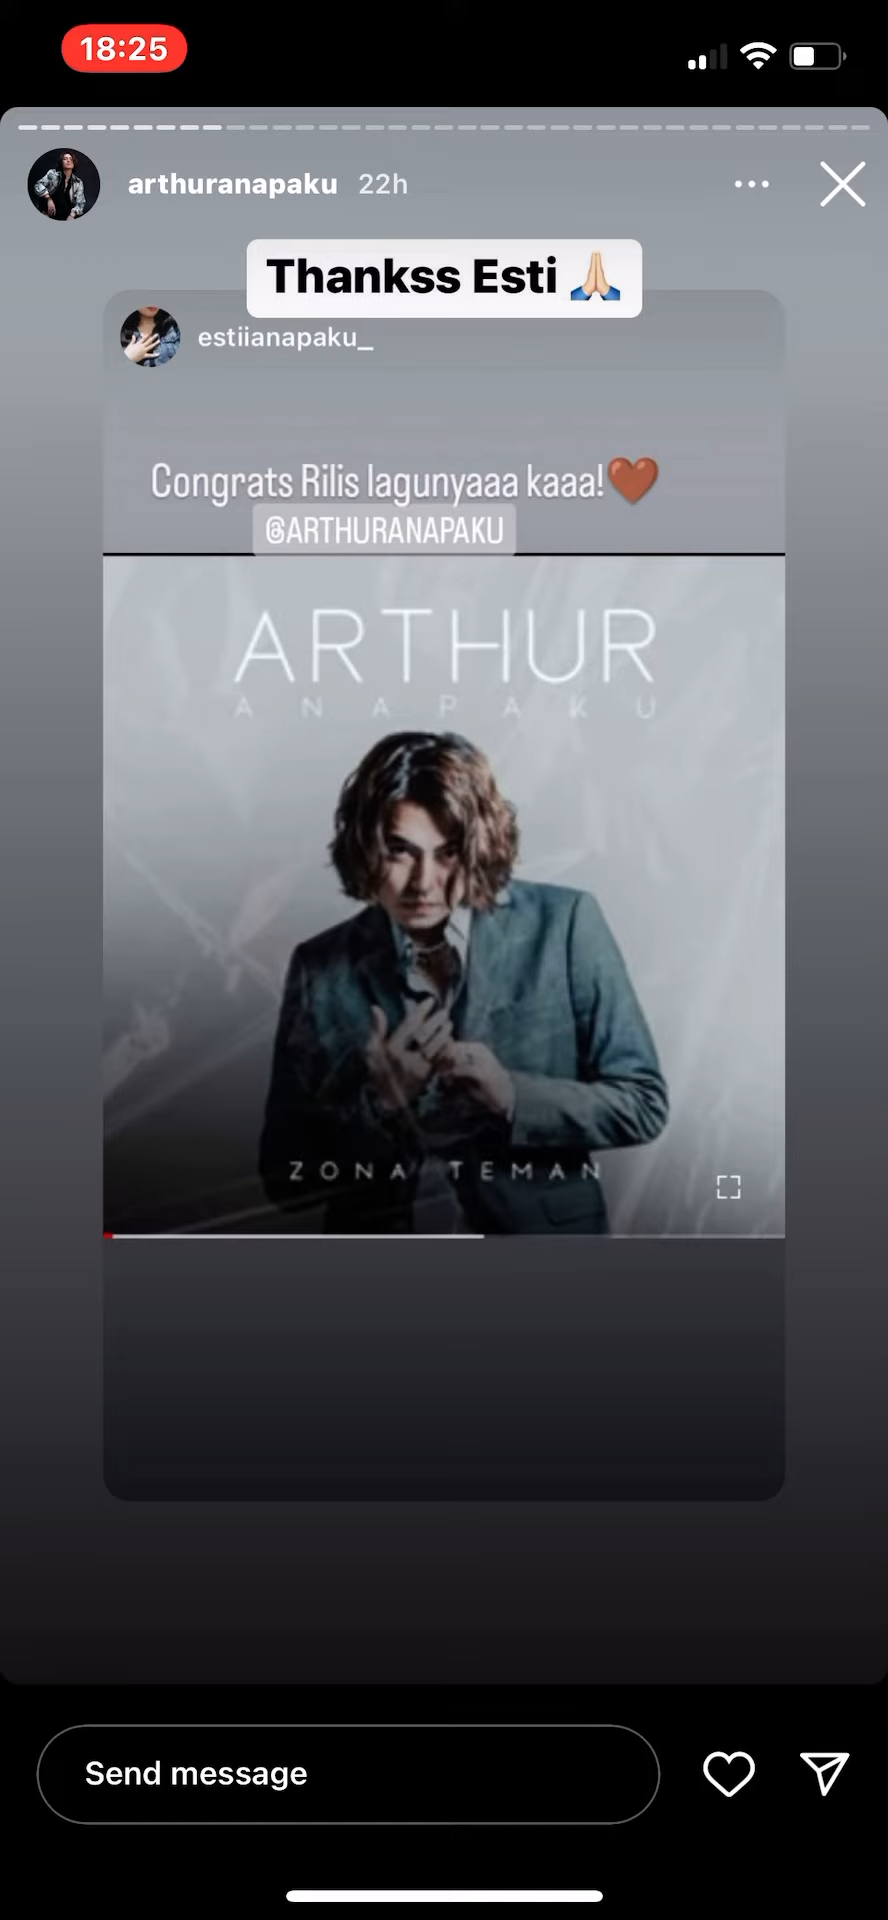 18:25
arthuranapaku 22h
Thankss Esti 🙏🏼
estiianapaku_
Congrats Rilis lagunyaaa kaaa!🤎
@ARTHURANAPAKU
ARTHUR
ANAPAKU
ZONA TEMAN
Send message